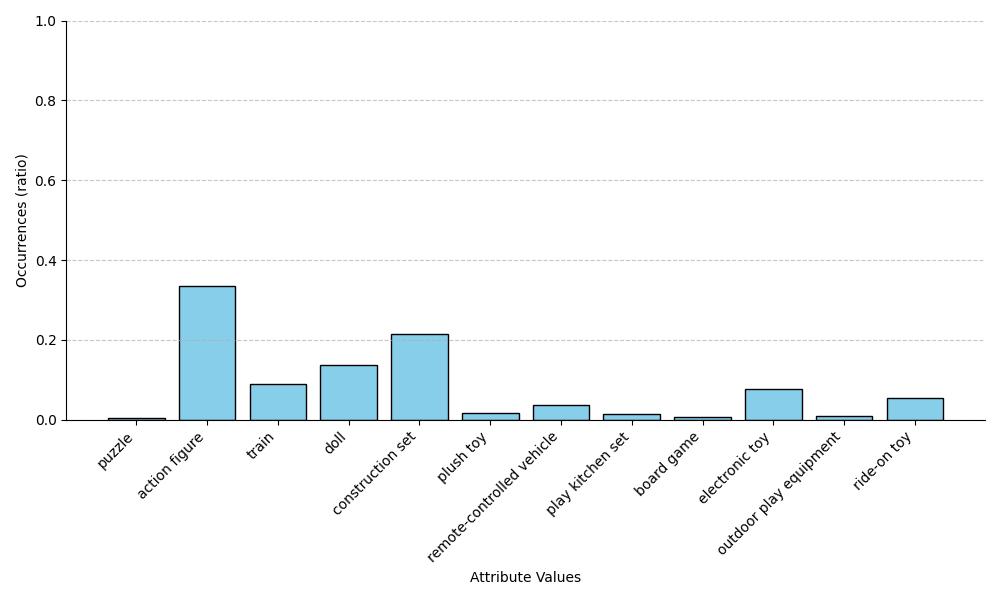 Occurrences (ratio)
1.0
0.8
0.6
0.4
0.2
0.0
puzzle
action figure
train
doll
construction set
plush toy
remote-controlled vehicle
play kitchen set
board game
electronic toy
outdoor play equipment
ride-on toy
Attribute Values